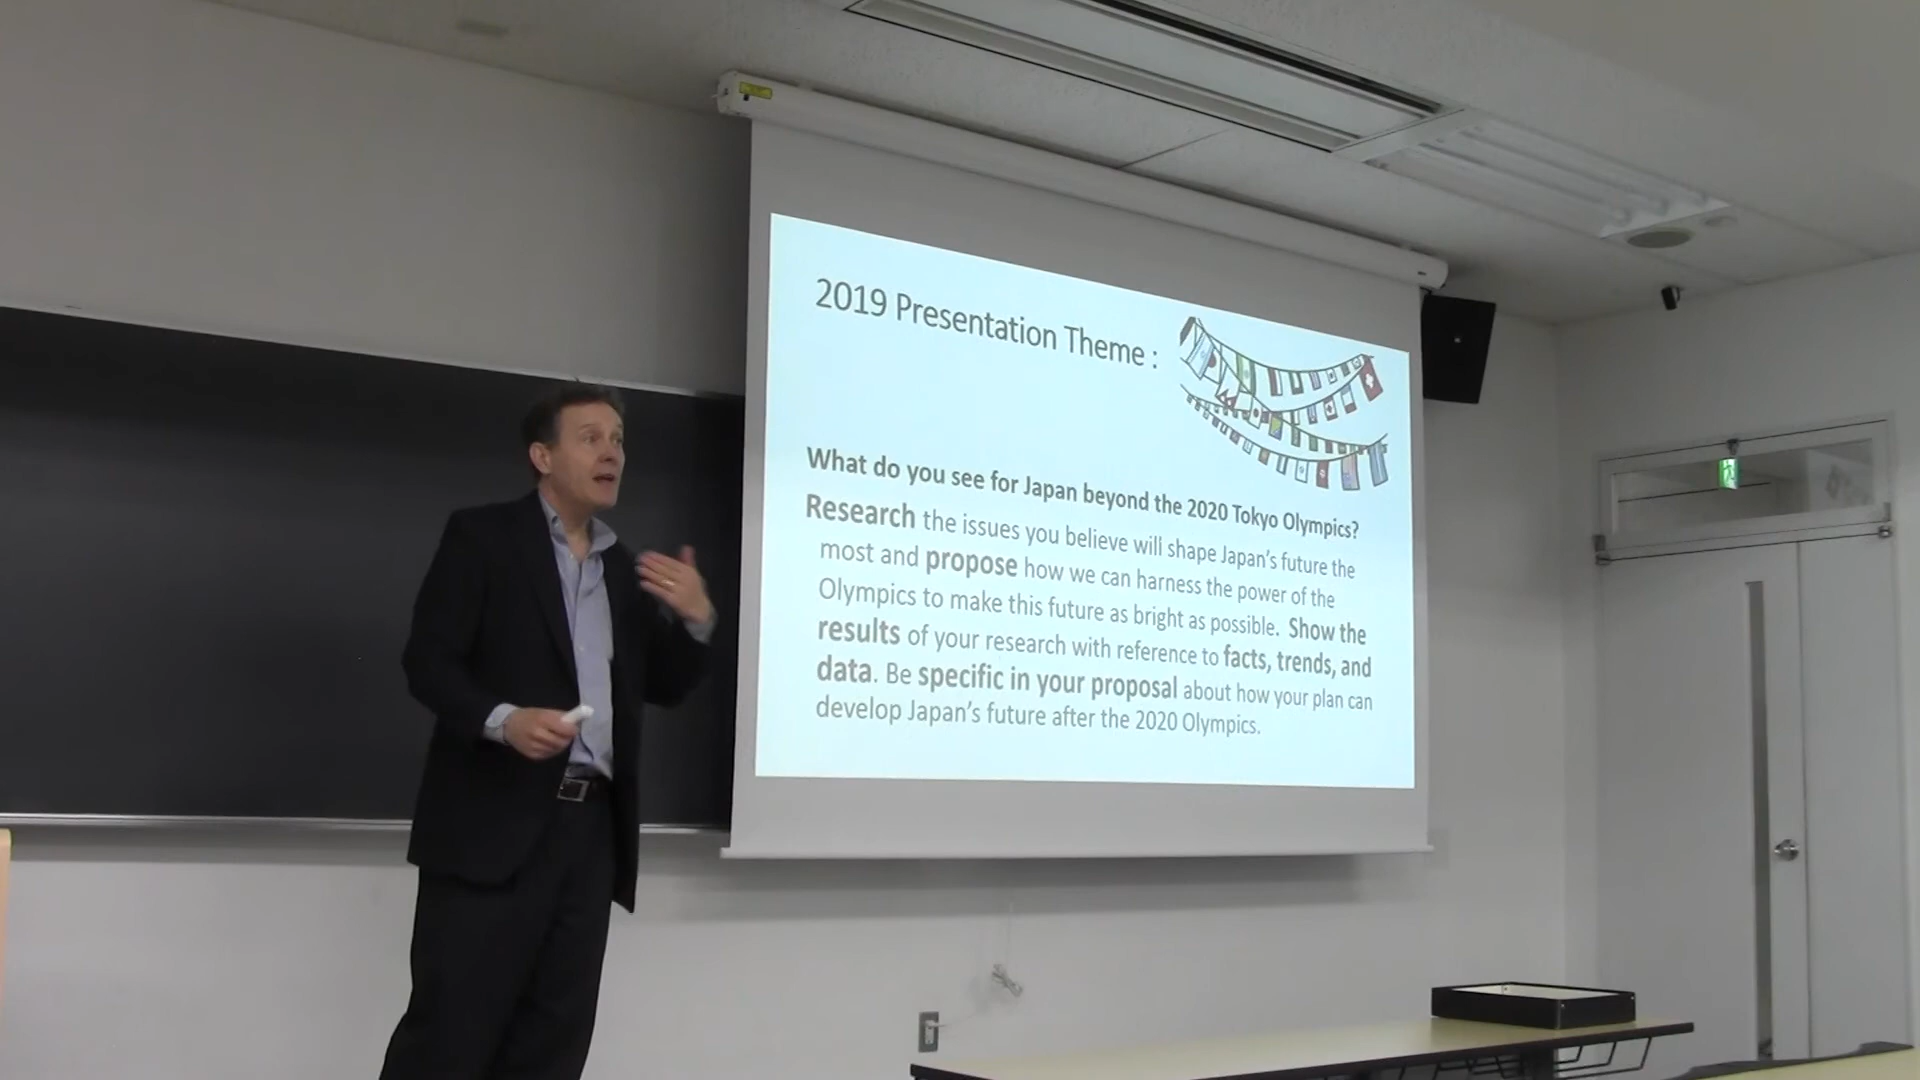 2019 Presentation Theme :
What do you see for Japan beyond the 2020 Tokyo Olympics?
Research the issues you believe will shape Japan's future the
most and propose how we can harness the power of the
Olympics to make this future as bright as possible. Show the
results of your research with reference to facts, trends, and
data. Be specific in your proposal about how your plan can
develop Japan's future after the 2020 Olympics.